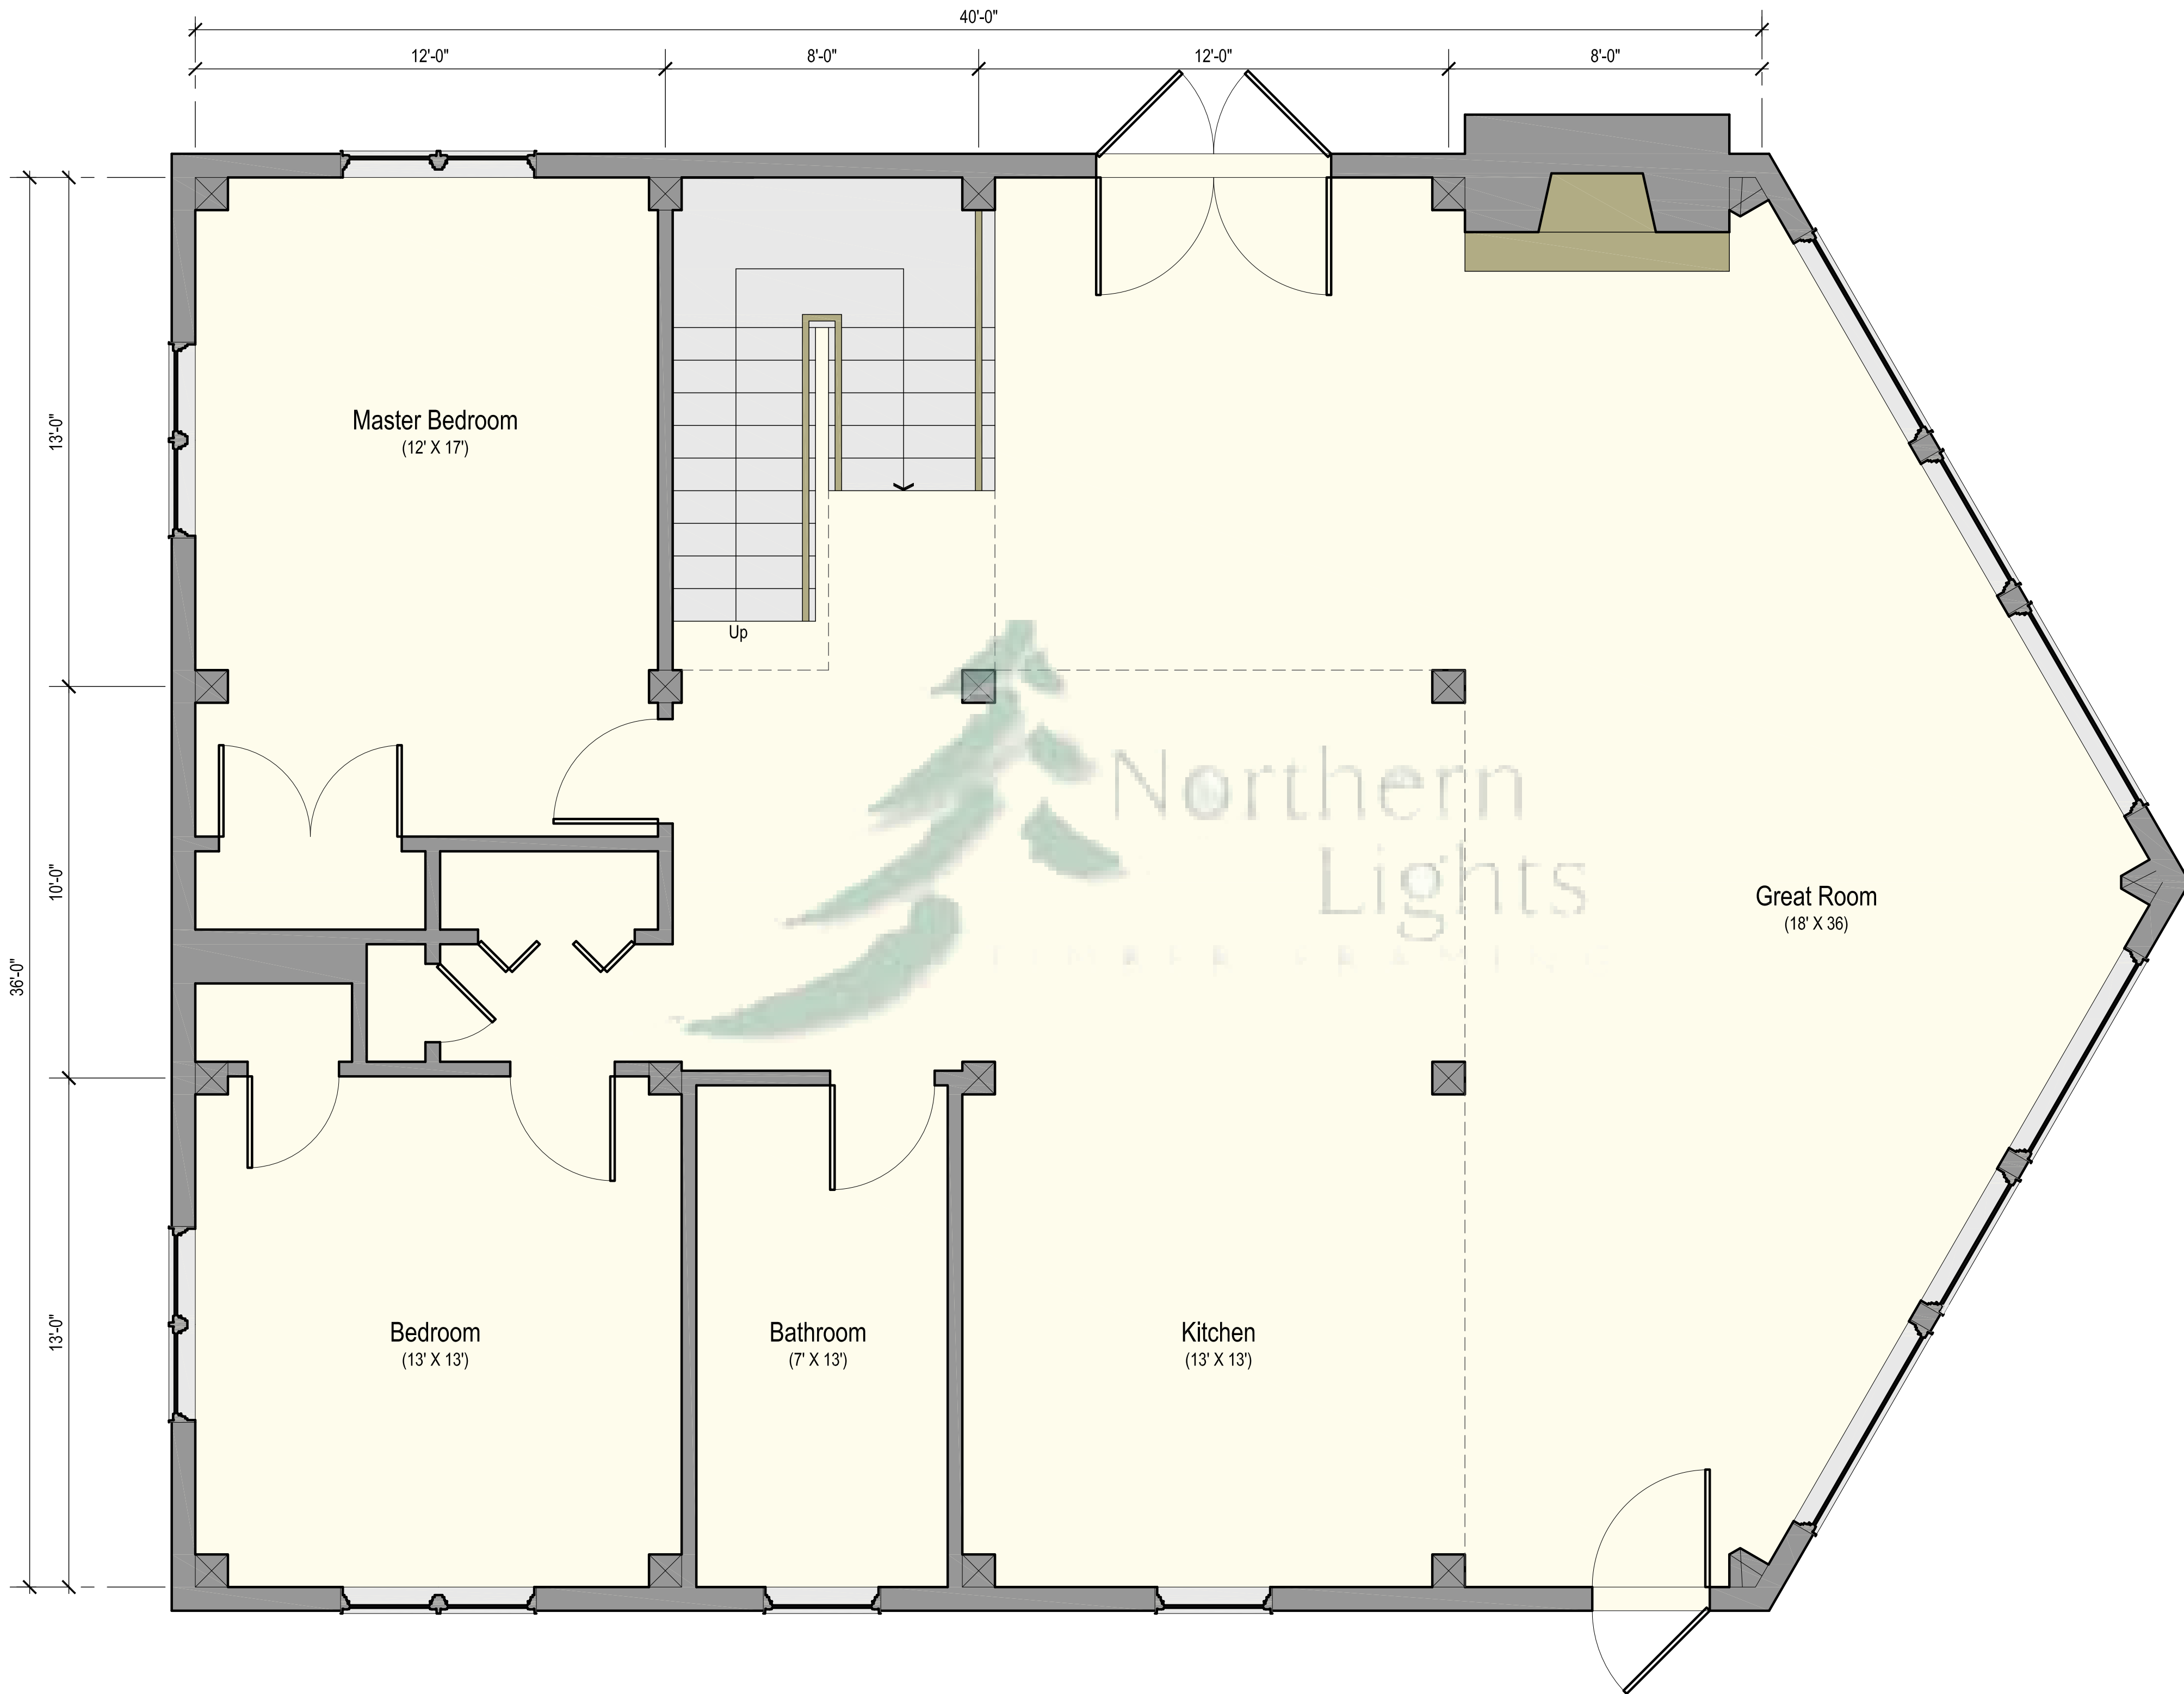 40'-0"
12'-0"
8'-0"
12'-0"
8'-0"
13'-0"
10'-0"
13'-0"
36'-0"
Master Bedroom
(12' X 17')
Up
Northern
Lights
Great Room
(18' X 36)
Bedroom
(13' X 13')
Bathroom
(7' X 13')
Kitchen
(13' X 13')